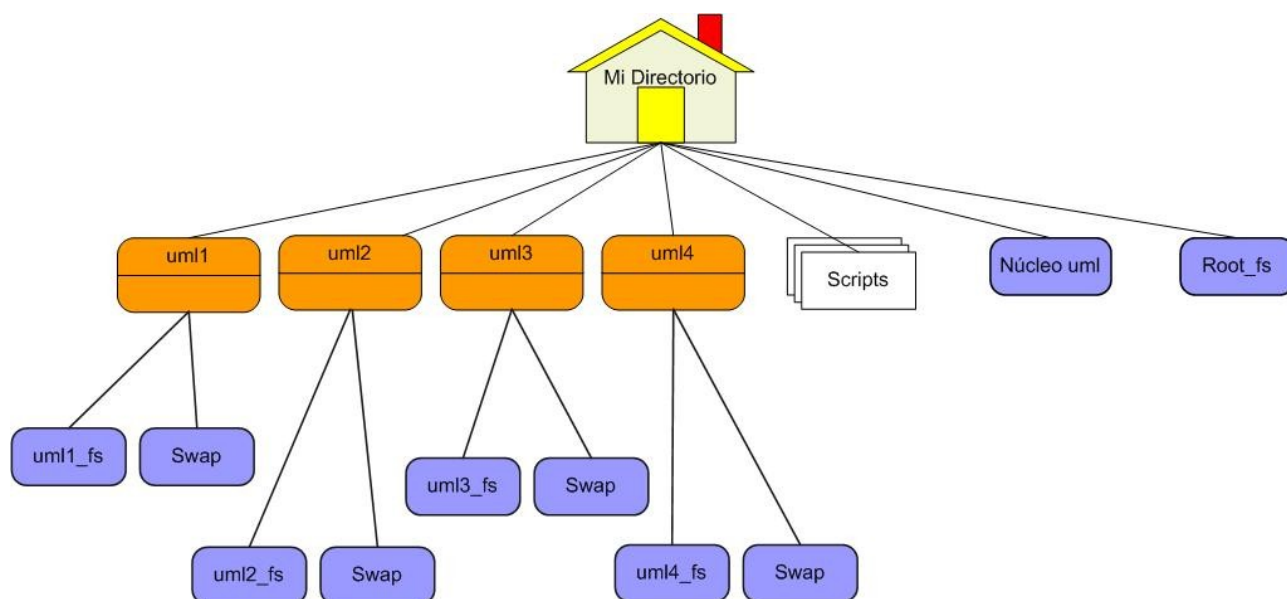 Mi Directorio
uml1
uml2
uml3
uml4
Scripts
Núcleo uml
Root_fs
uml1_fs
Swap
uml3_fs
Swap
uml2_fs
Swap
uml4_fs
Swap